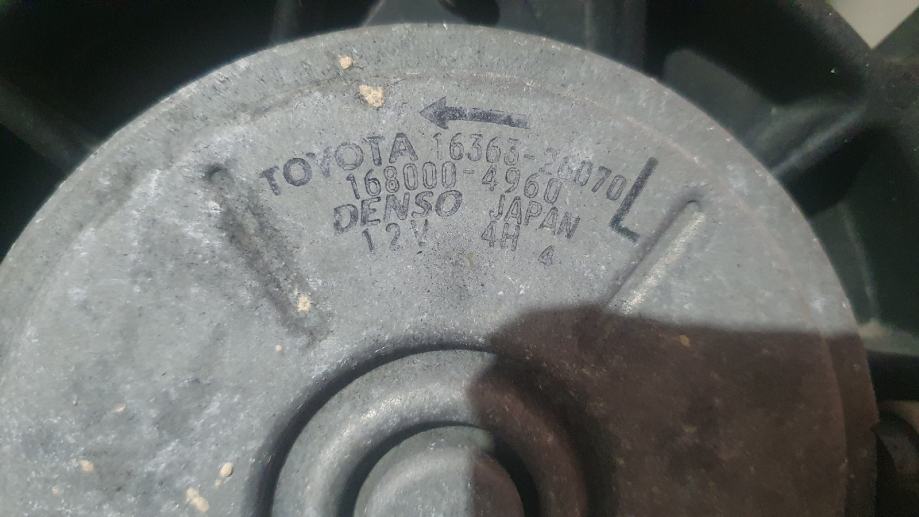 TOYOTA 16363-26070 L
168000-4960
DENSO JAPAN
12V 4H 4